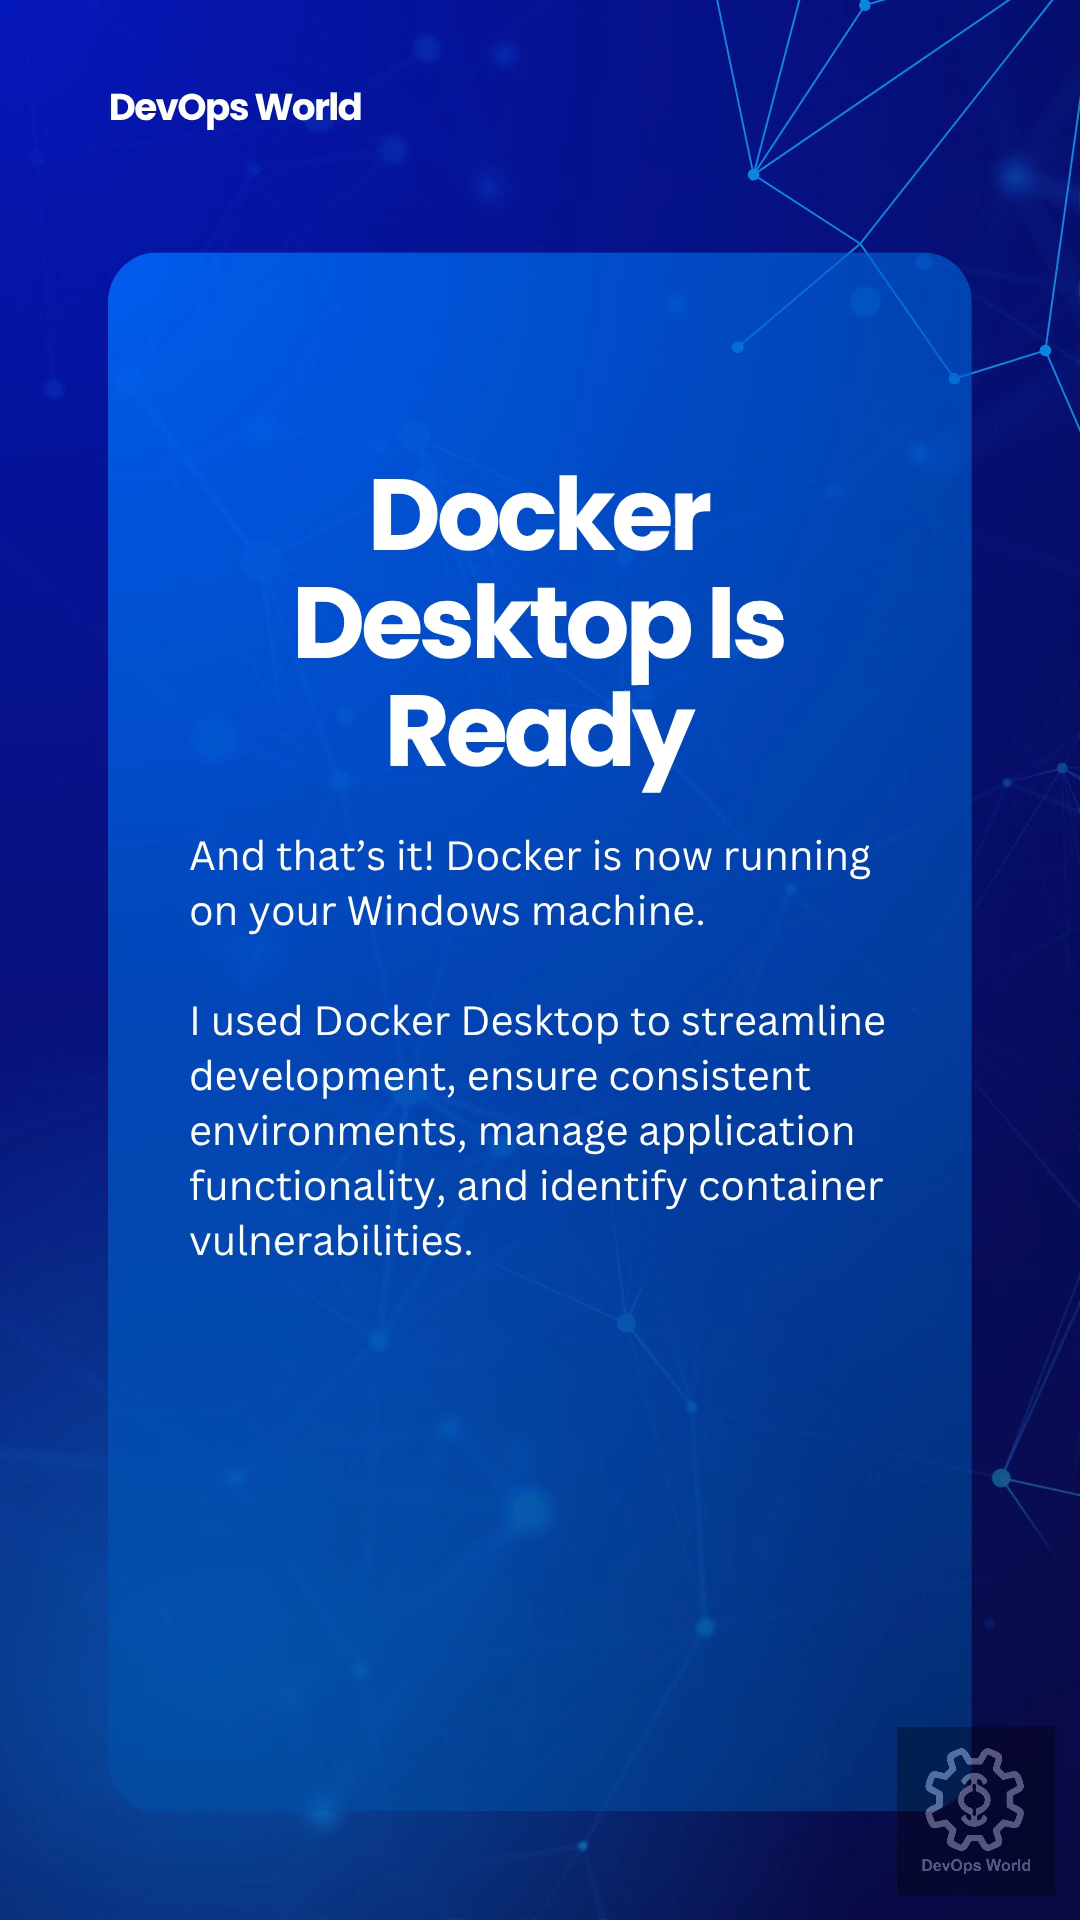 DevOps World
Docker
Desktop Is
Ready
And that’s it! Docker is now running
on your Windows machine.
I used Docker Desktop to streamline
development, ensure consistent
environments, manage application
functionality, and identify container
vulnerabilities.
DevOps World